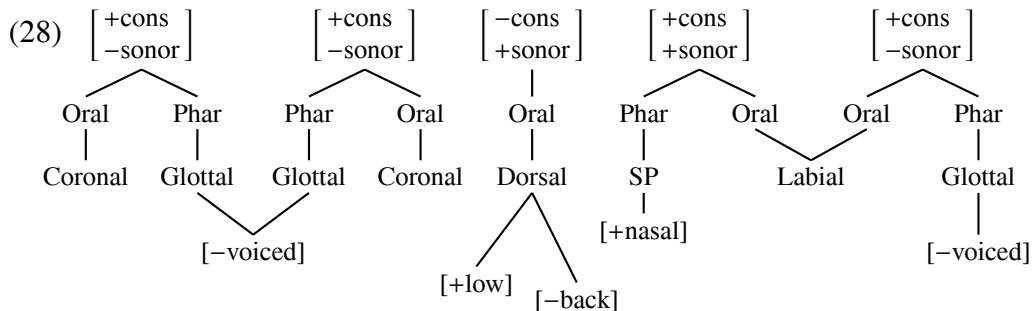 (28) [+cons −sonor] [+cons −sonor] [−cons +sonor] [+cons +sonor] [+cons −sonor]
Oral Phar Phar Oral Oral Phar Oral Oral Phar
Coronal Glottal Glottal Coronal Dorsal SP Labial Glottal
[−voiced] [+nasal] [−voiced]
[+low] [−back]